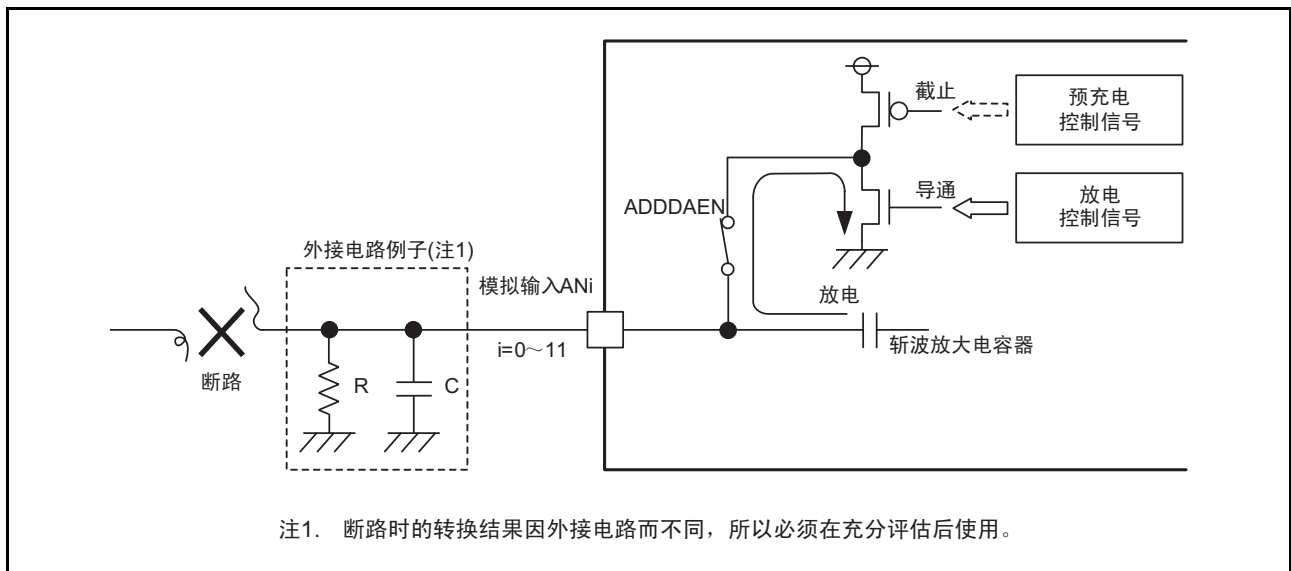 截止
预充电
控制信号
ADDDAEN
导通
放电
控制信号
外接电路例子(注1)
模拟输入ANi
放电
i=0～11
斩波放大电容器
断路
R
C
注1. 断路时的转换结果因外接电路而不同，所以必须在充分评估后使用。